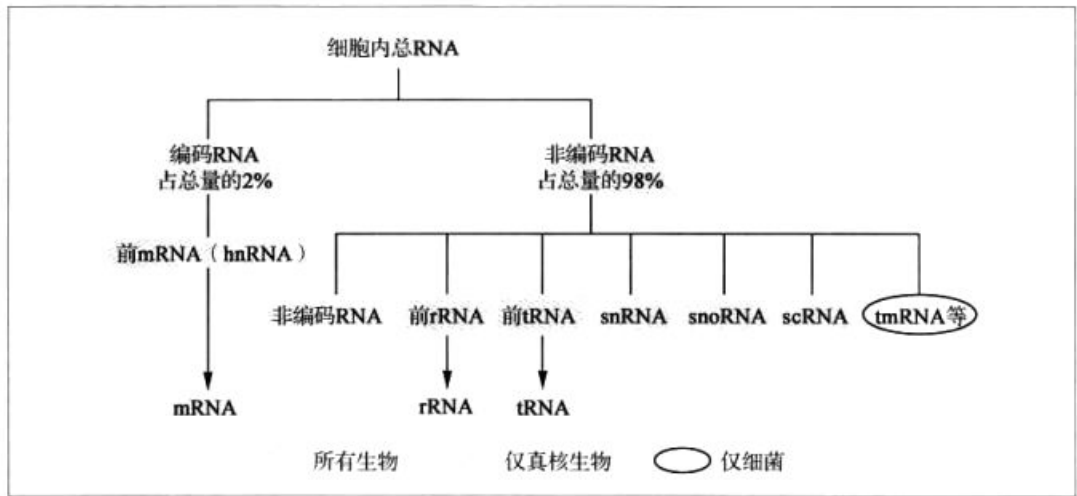 细胞内总RNA
编码RNA
占总量的2%
非编码RNA
占总量的98%
前mRNA（hnRNA）
非编码RNA
前rRNA
前tRNA
snRNA
snoRNA
scRNA
tmRNA等
mRNA
rRNA
tRNA
所有生物
仅真核生物
仅细菌